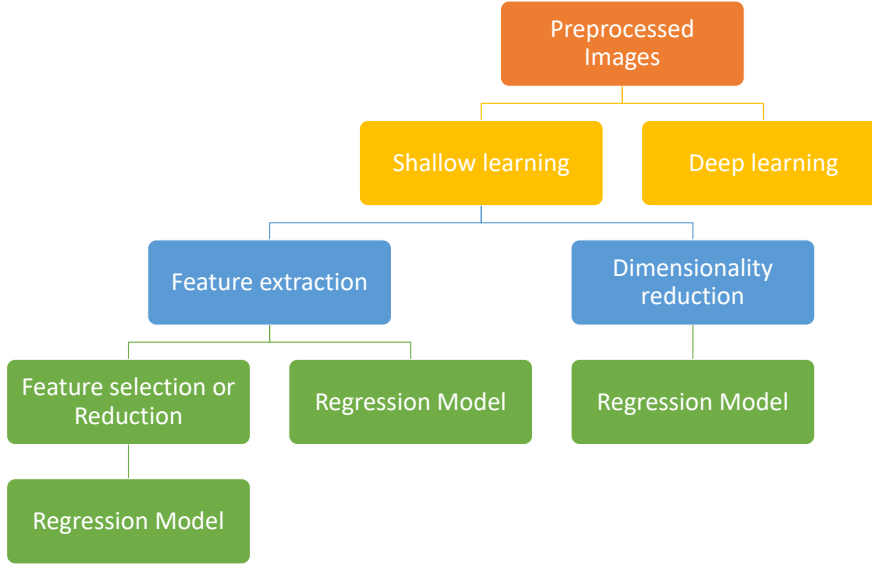 Preprocessed
Images
Shallow learning
Deep learning
Feature extraction
Dimensionality
reduction
Feature selection or
Reduction
Regression Model
Regression Model
Regression Model